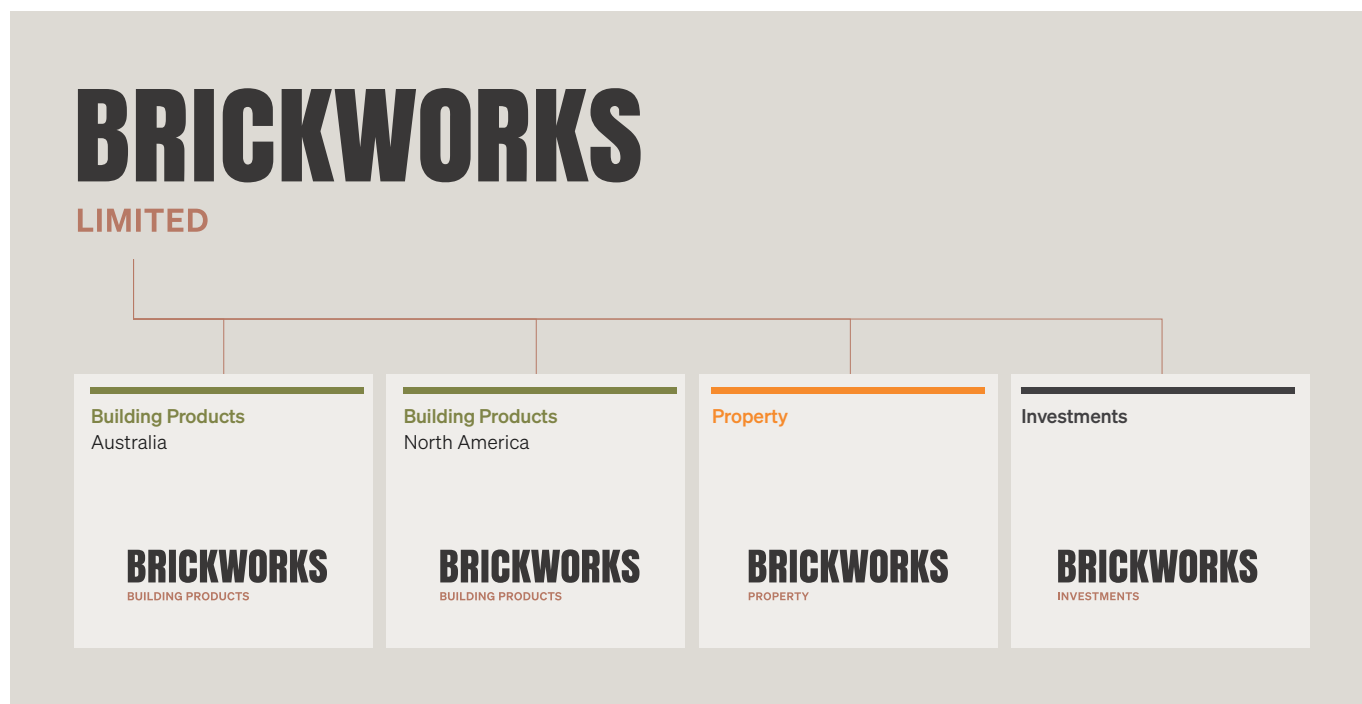 BRICKWORKS
LIMITED
Building Products
Australia
BRICKWORKS
BUILDING PRODUCTS
Building Products
North America
BRICKWORKS
BUILDING PRODUCTS
Property
BRICKWORKS
PROPERTY
Investments
BRICKWORKS
INVESTMENTS